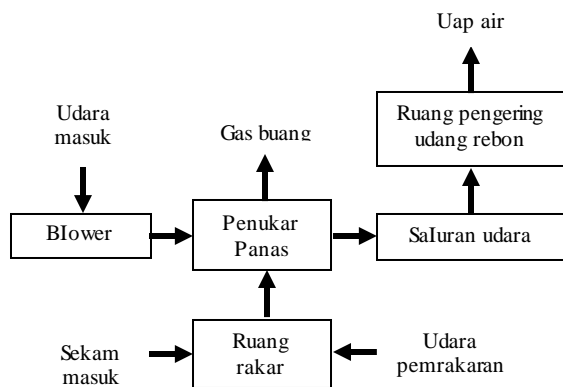 Uap air
Udara
masuk
Gas buang
Ruang pengering
udang rebon
BIower
Penukar
Panas
SaIuran udara
Sekam
masuk
Ruang
rakar
Udara
pemrakaran